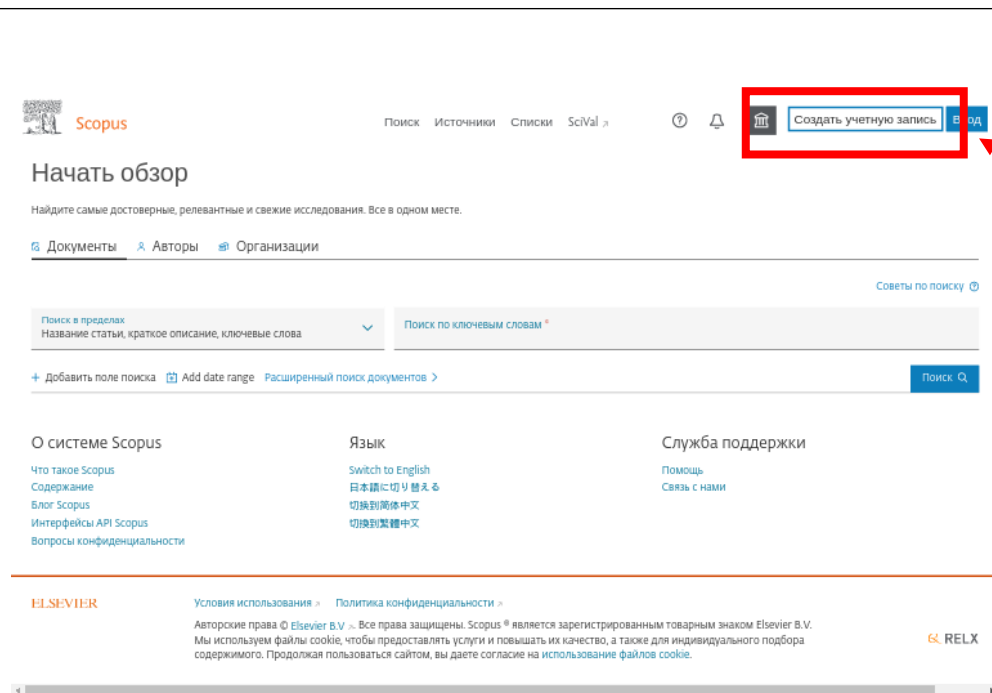 Scopus
Поиск Источники Списки SciVal
Создать учетную запись
Вход
Начать обзор
Найдите самые достоверные, релевантные и свежие исследования. Все в одном месте.
Документы Авторы Организации
Советы по поиску
Поиск в пределах
Название статьи, краткое описание, ключевые слова
Поиск по ключевым словам *
+ Добавить поле поиска Add date range Расширенный поиск документов >
Поиск
О системе Scopus
Что такое Scopus
Содержание
Блог Scopus
Интерфейсы API Scopus
Вопросы конфиденциальности
Язык
Switch to English
日本語に切り替える
切换到简体中文
切換到繁體中文
Служба поддержки
Помощь
Связь с нами
ELSEVIER
Условия использования Политика конфиденциальности
Авторские права © Elsevier B.V Все права защищены. Scopus ® является зарегистрированным товарным знаком Elsevier B.V.
Мы используем файлы cookie, чтобы предоставлять услуги и повышать их качество, а также для индивидуального подбора
содержимого. Продолжая пользоваться сайтом, вы даете согласие на использование файлов cookie.
RELX